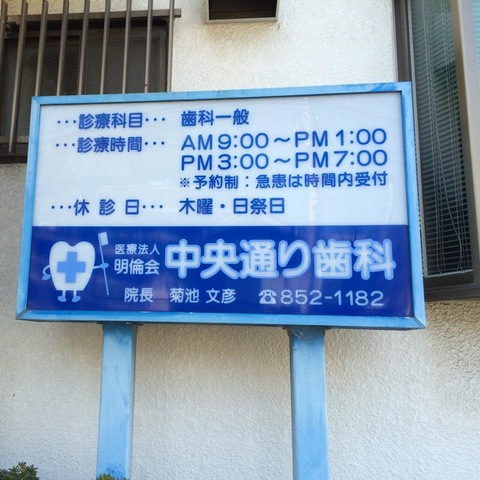 …診療科目… 歯科一般
…診療時間… AM9:00～PM1:00
PM3:00～PM7:00
※予約制：急患は時間内受付
…休診日… 木曜・日祭日
医療法人
明倫会 中央通り歯科
院長 菊池 文彦 ☎852-1182